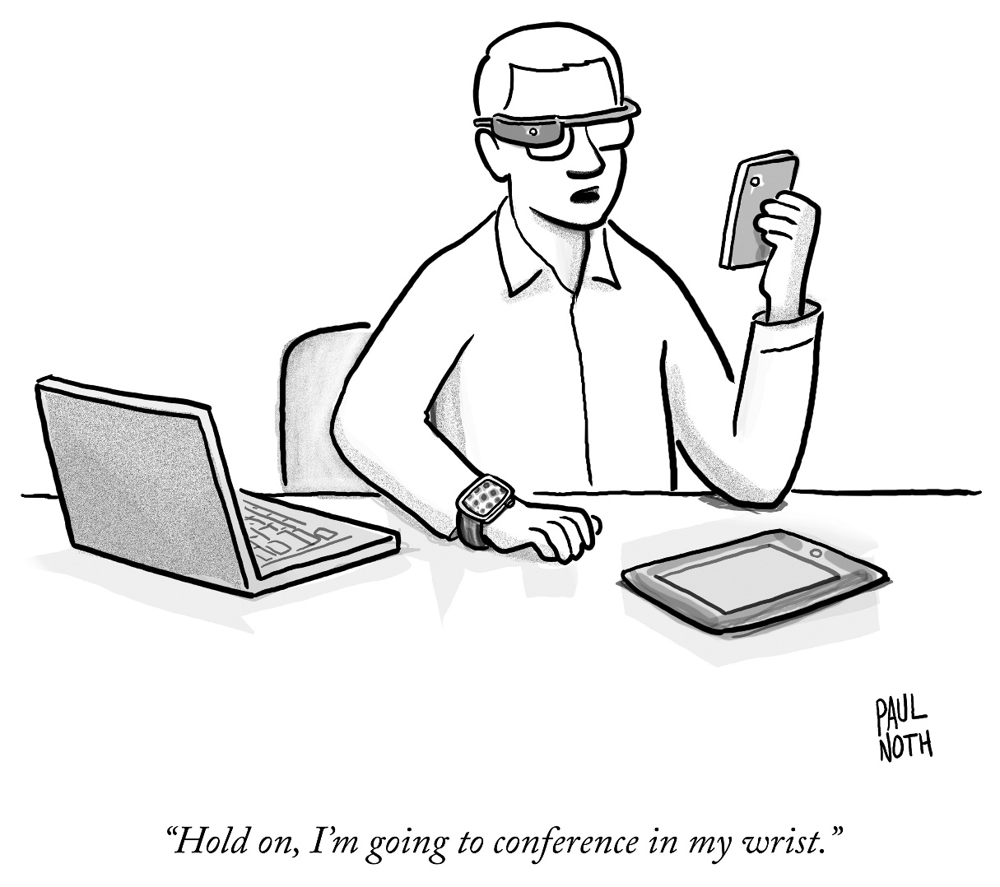 PAUL
NOTH
“Hold on, I’m going to conference in my wrist.”